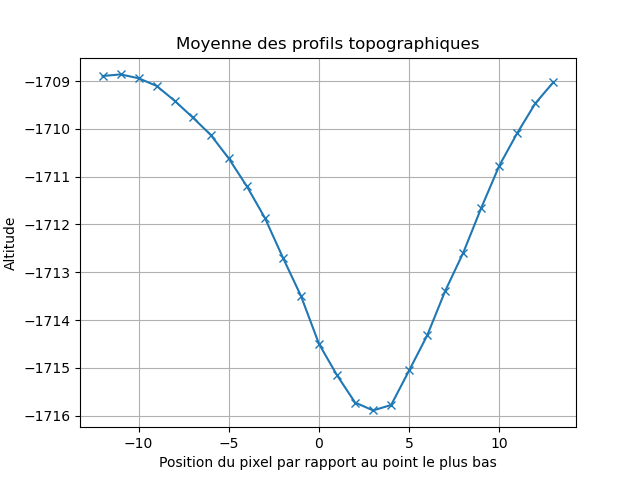 Moyenne des profils topographiques
Altitude
−1709
−1710
−1711
−1712
−1713
−1714
−1715
−1716
−10 −5 0 5 10
Position du pixel par rapport au point le plus bas